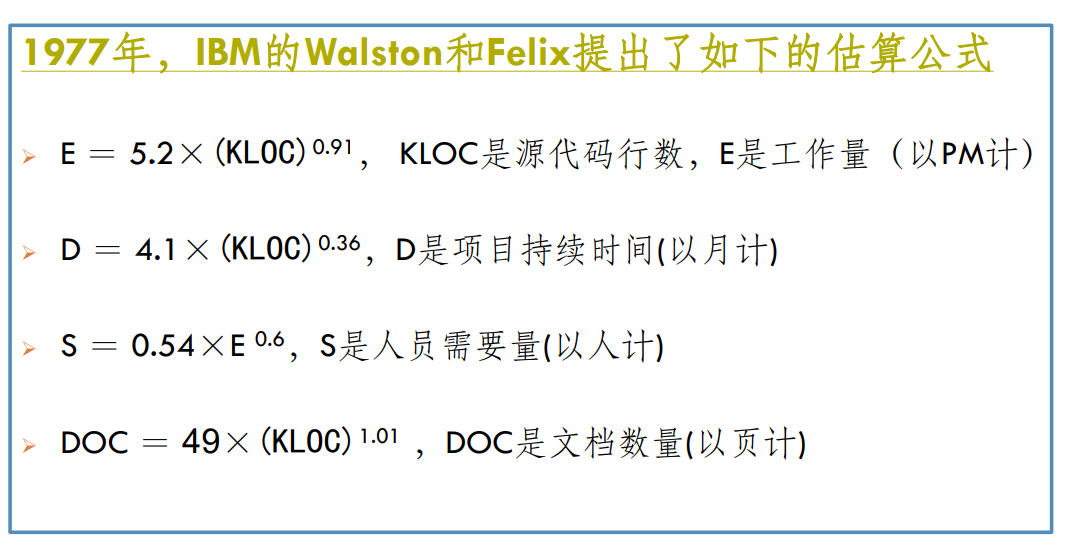 1977年，IBM的Walston和Felix提出了如下的估算公式
➢ E ＝ 5.2×(KLOC)^0.91， KLOC是源代码行数，E是工作量（以PM计）
➢ D ＝ 4.1×(KLOC)^0.36，D是项目持续时间(以月计)
➢ S ＝ 0.54×E^0.6，S是人员需要量(以人计)
➢ DOC ＝ 49×(KLOC)^1.01 ，DOC是文档数量(以页计)